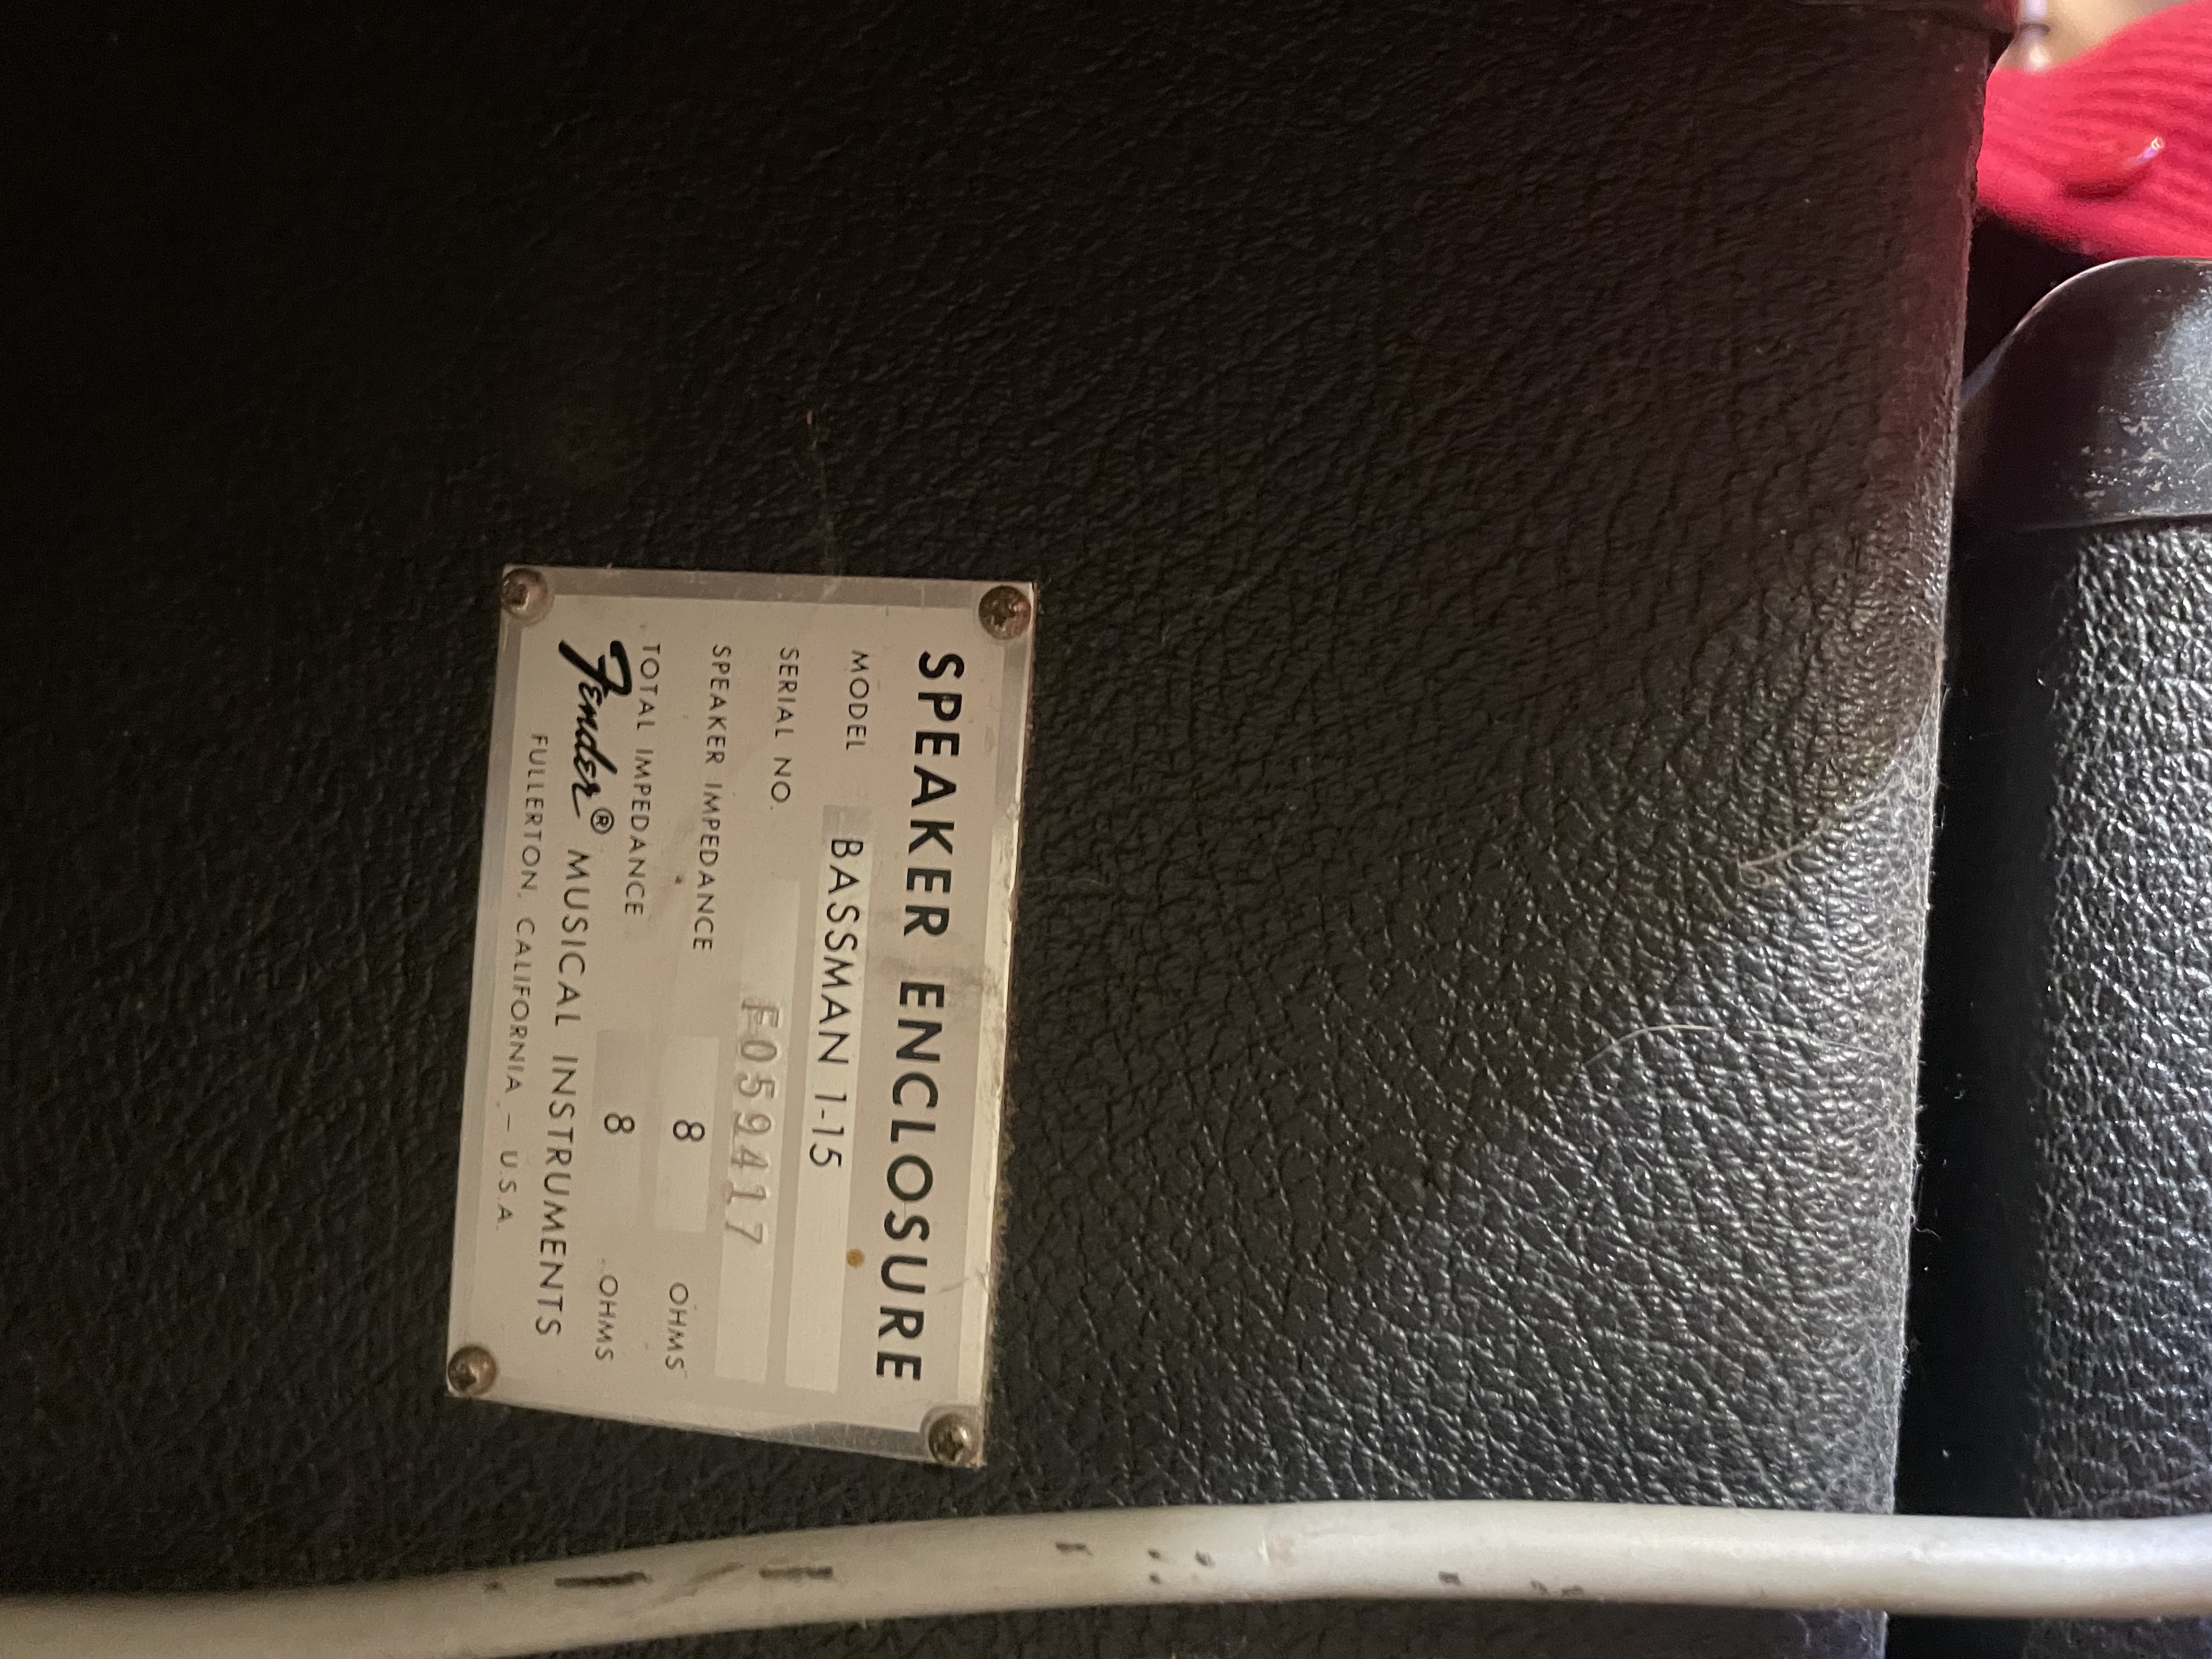 SPEAKER ENCLOSURE
MODEL BASSMAN 1-15
SERIAL NO. F059417
SPEAKER IMPEDANCE 8 OHMS
TOTAL IMPEDANCE 8 OHMS
Fender® MUSICAL INSTRUMENTS
FULLERTON, CALIFORNIA, — U.S.A.